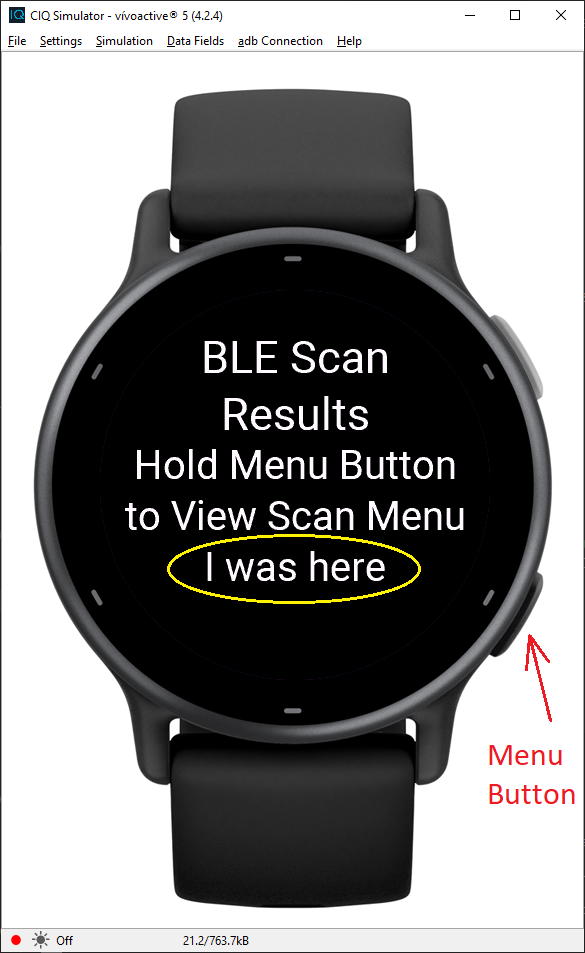 IQ CIQ Simulator - vívoactive® 5 (4.2.4)
File Settings Simulation Data Fields adb Connection Help
BLE Scan
Results
Hold Menu Button
to View Scan Menu
I was here
Menu
Button
Off 21.2/763.7kB